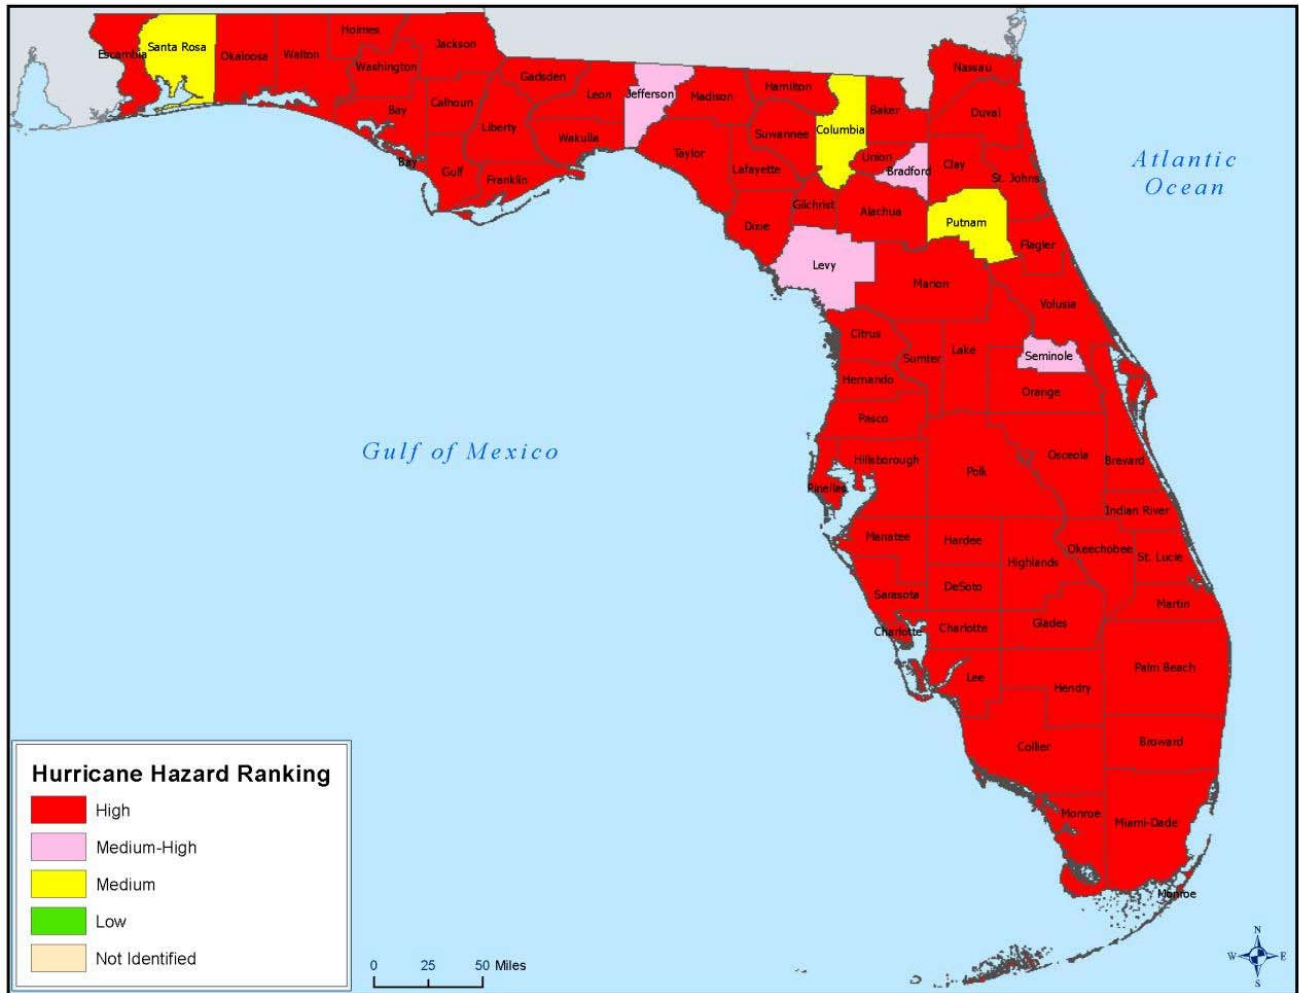 Escambia
Santa Rosa
Okaloosa
Walton
Holmes
Washington
Jackson
Bay
Calhoun
Bay
Gulf
Liberty
Franklin
Gadsden
Leon
Wakulla
Jefferson
Madison
Taylor
Hamilton
Suwannee
Lafayette
Dixie
Columbia
Gilchrist
Baker
Union
Bradford
Alachua
Levy
Nassau
Duval
Clay
St. Johns
Putnam
Flagler
Marion
Volusia
Citrus
Sumter
Lake
Seminole
Hernando
Orange
Pasco
Hillsborough
Pinellas
Polk
Osceola
Brevard
Indian River
Manatee
Hardee
Highlands
Okeechobee
St. Lucie
Sarasota
DeSoto
Martin
Charlotte
Charlotte
Glades
Lee
Hendry
Palm Beach
Collier
Broward
Monroe
Miami-Dade
Monroe
Atlantic
Ocean
Gulf of Mexico
Hurricane Hazard Ranking
High
Medium-High
Medium
Low
Not Identified
0 25 50 Miles
N
W E
S